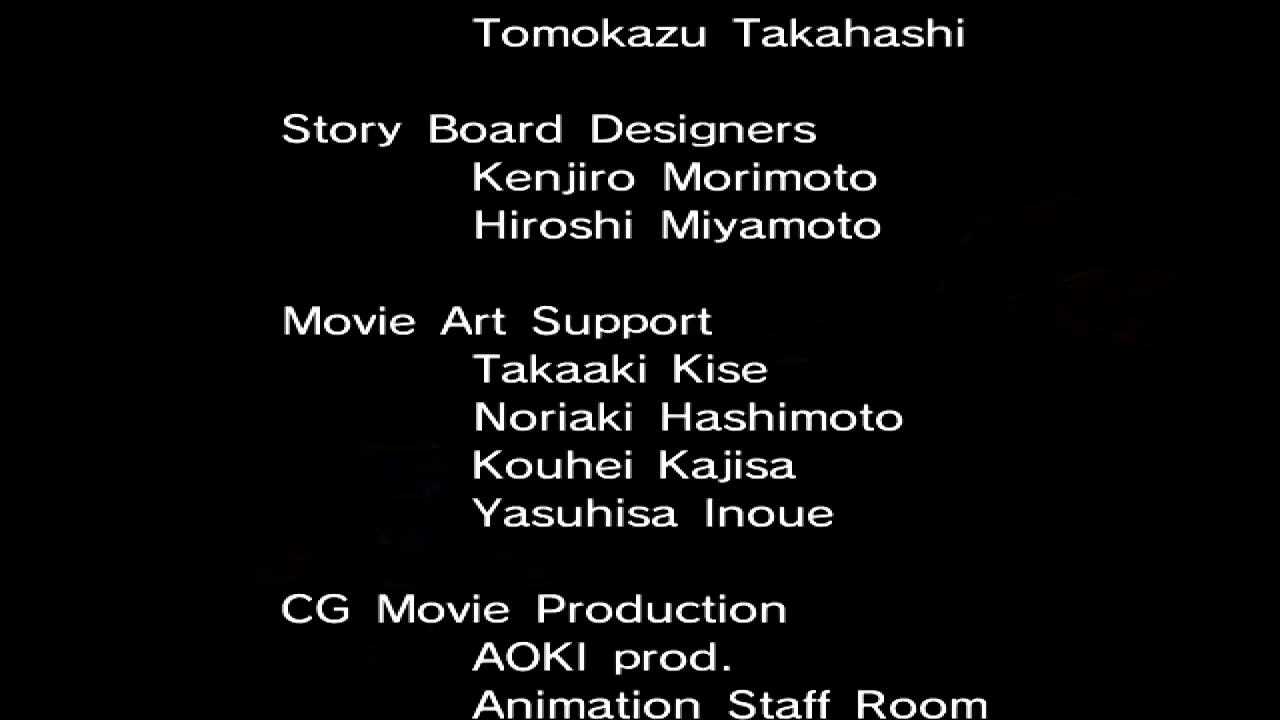 Tomokazu Takahashi
Story Board Designers
Kenjiro Morimoto
Hiroshi Miyamoto
Movie Art Support
Takaaki Kise
Noriaki Hashimoto
Kouhei Kajisa
Yasuhisa Inoue
CG Movie Production
AOKI prod.
Animation Staff Room